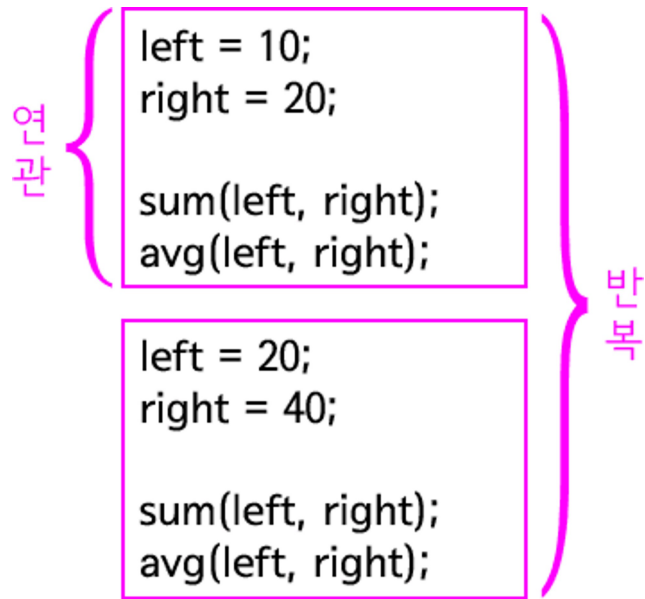 연관
left = 10;
right = 20;
sum(left, right);
avg(left, right);
반복
left = 20;
right = 40;
sum(left, right);
avg(left, right);